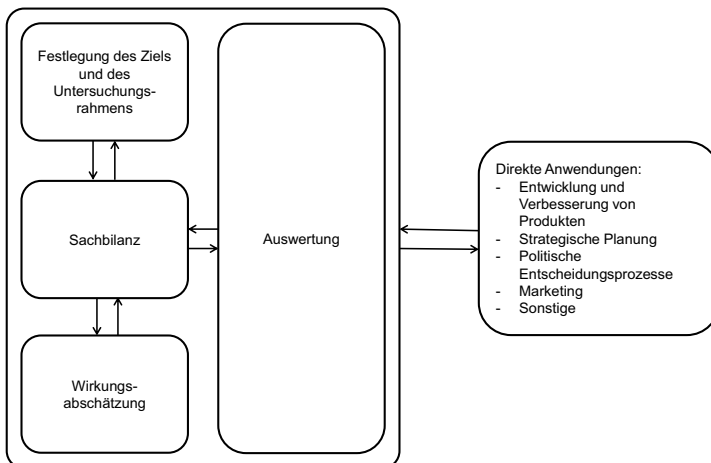 Festlegung des Ziels
und des
Untersuchungs-
rahmens
Sachbilanz
Wirkungs-
abschätzung
Auswertung
Direkte Anwendungen:
- Entwicklung und
Verbesserung von
Produkten
- Strategische Planung
- Politische
Entscheidungsprozesse
- Marketing
- Sonstige